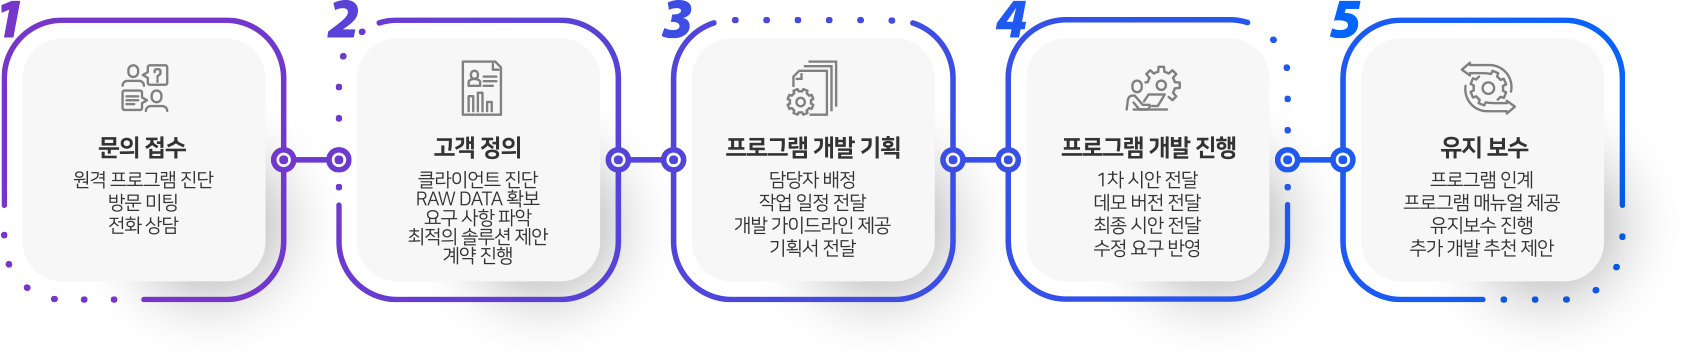 1
문의 접수
원격 프로그램 진단
방문 미팅
전화 상담
2
고객 정의
클라이언트 진단
RAW DATA 확보
요구 사항 파악
최적의 솔루션 제안
계약 진행
3
프로그램 개발 기획
담당자 배정
작업 일정 전달
개발 가이드라인 제공
기획서 전달
4
프로그램 개발 진행
1차 시안 전달
데모 버전 전달
최종 시안 전달
수정 요구 반영
5
유지 보수
프로그램 인계
프로그램 매뉴얼 제공
유지보수 진행
추가 개발 추천 제안